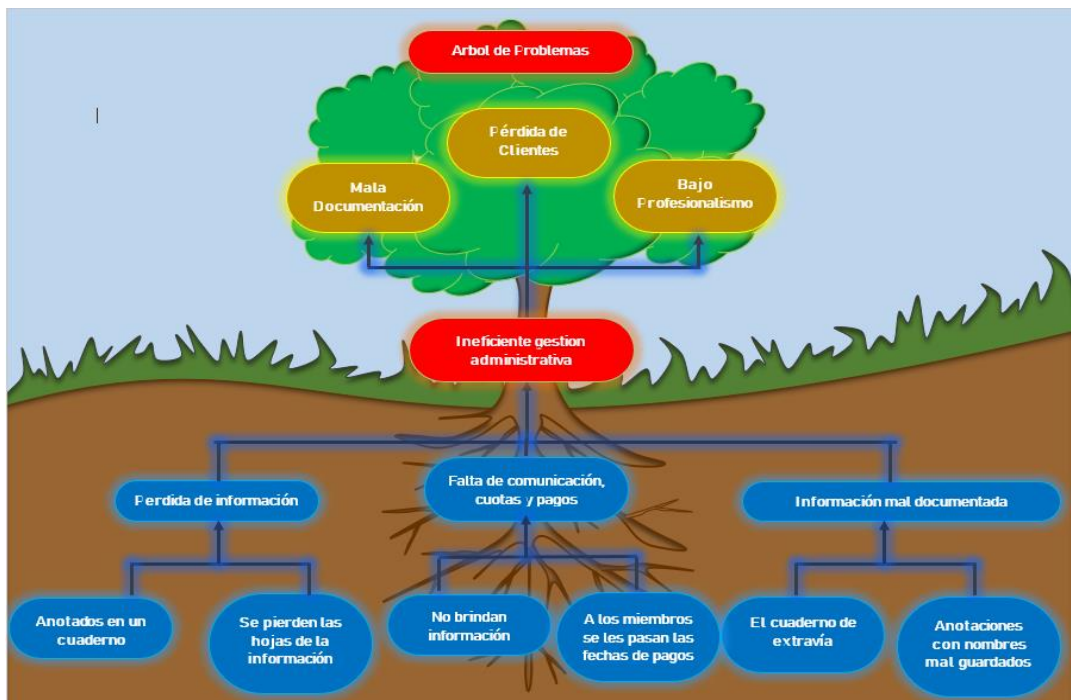 Arbol de Problemas
Pérdida de
Clientes
Mala
Documentación
Bajo
Profesionalismo
Ineficiente gestion
administrativa
Perdida de información
Falta de comunicación,
cuotas y pagos
Información mal documentada
Anotados en un
cuaderno
Se pierden las
hojas de la
información
No brindan
información
A los miembros
se les pasan las
fechas de pagos
El cuaderno de
extravía
Anotaciones
con nombres
mal guardados